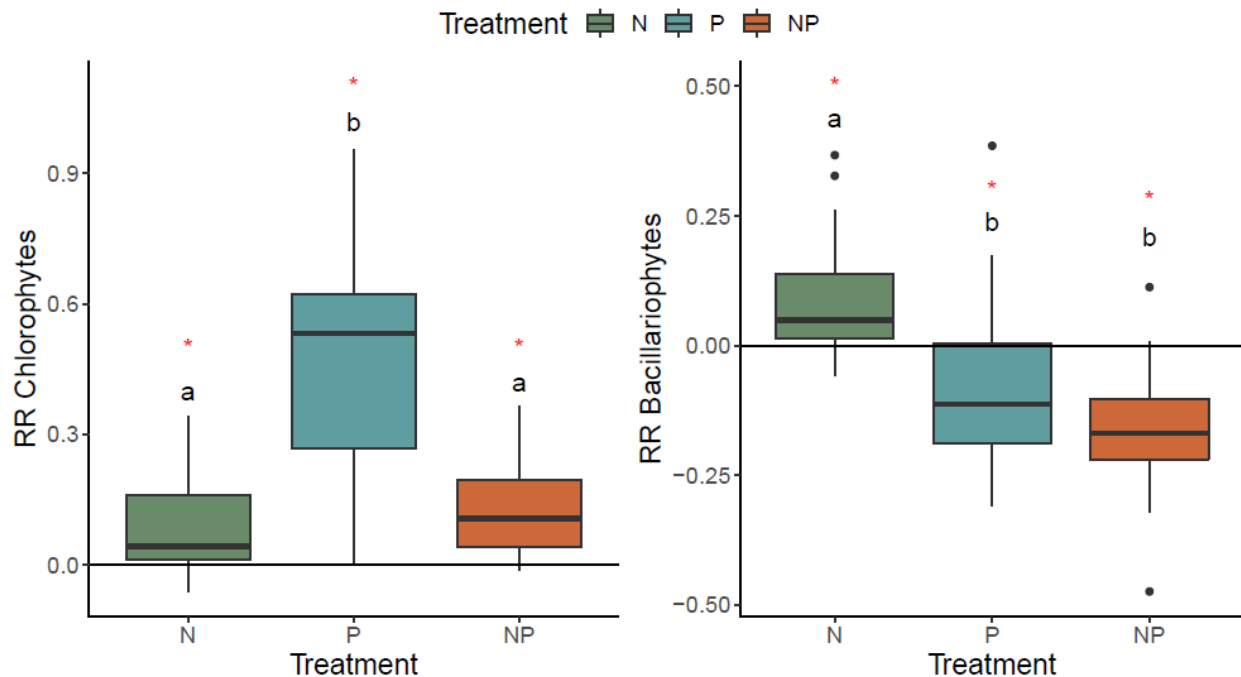 Treatment N P NP
RR Chlorophytes
0.9
0.6
0.3
0.0
*
a
*
b
*
a
N P NP
Treatment
RR Bacillariophytes
0.50
0.25
0.00
−0.25
−0.50
*
a
*
b
*
b
N P NP
Treatment